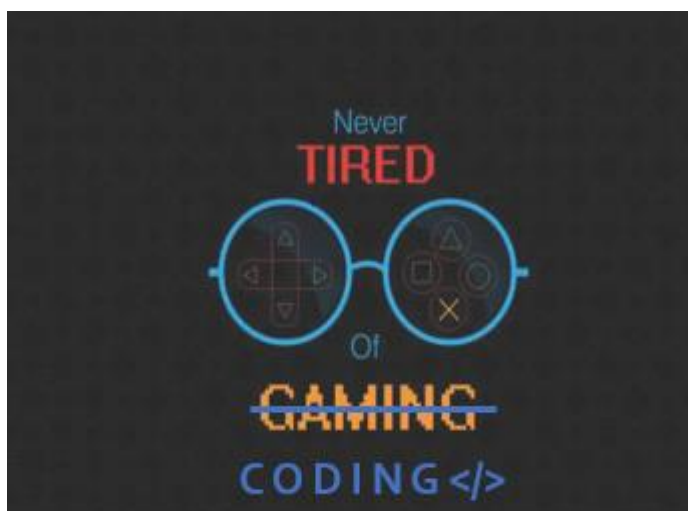 Never
TIRED
Of
GAMING
CODING</>